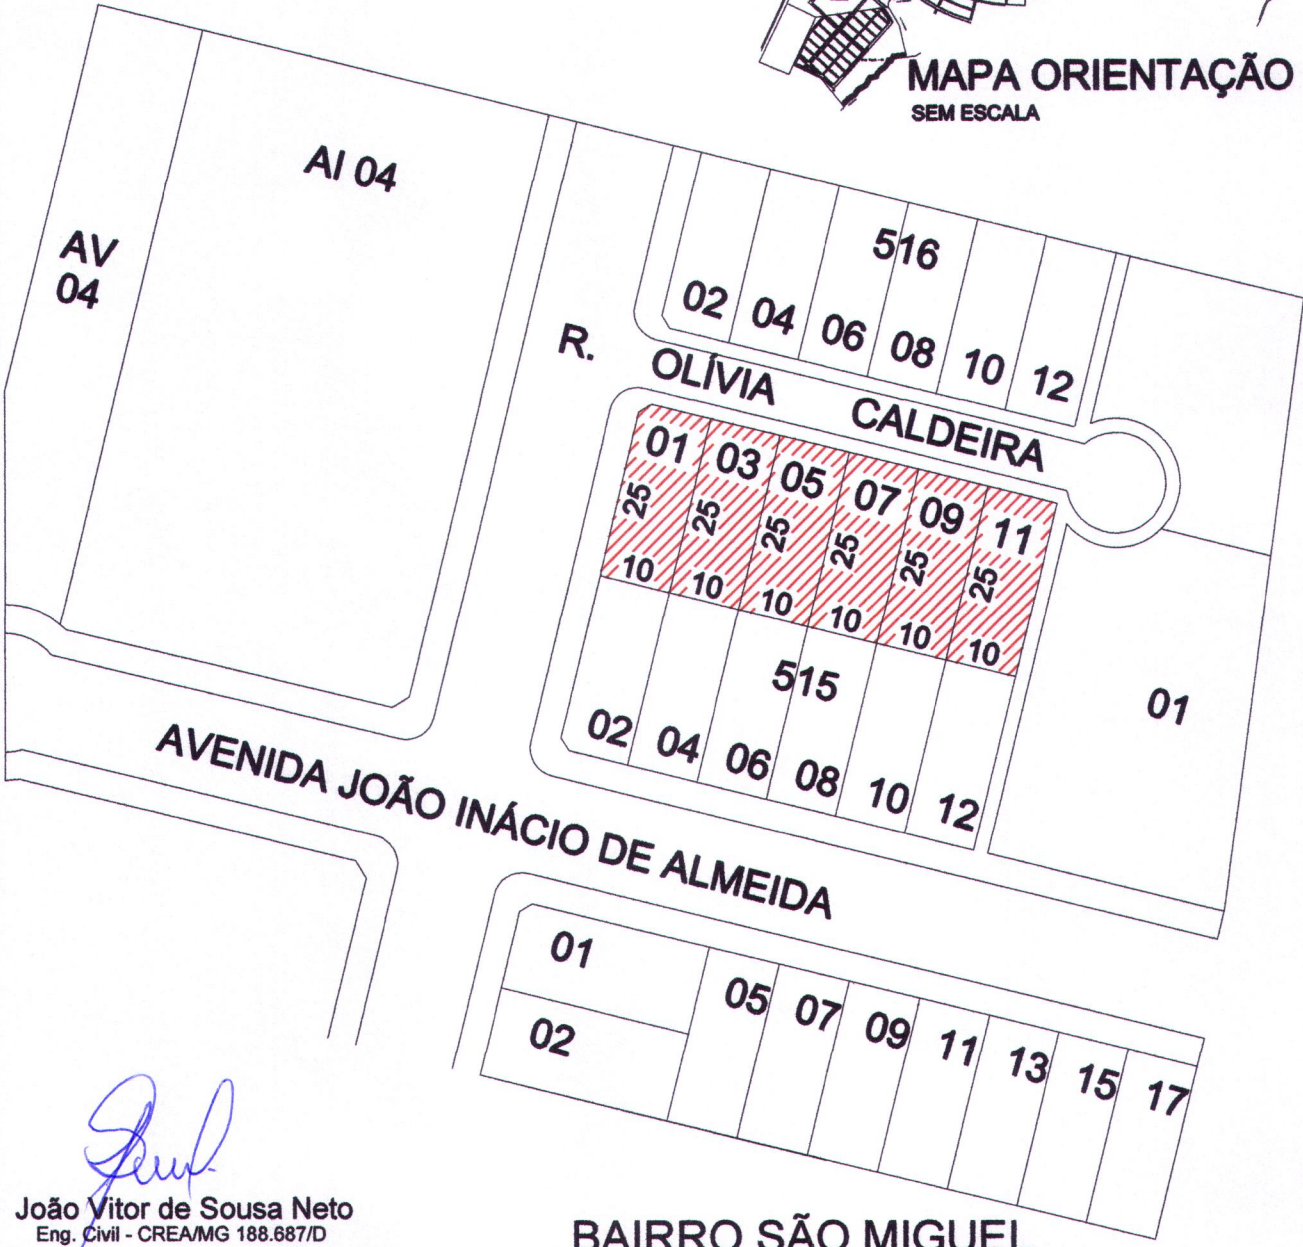 MAPA ORIENTAÇÃO
SEM ESCALA
AI 04
AV
04
516
02 04 06 08 10 12
R. OLÍVIA CALDEIRA
01 03 05 07 09 11
25 25 25 25 25 25
10 10 10 10 10 10
515
02 04 06 08 10 12
01
AVENIDA JOÃO INÁCIO DE ALMEIDA
01
02
05 07 09 11 13 15 17
João Vitor de Sousa Neto
Eng. Civil - CREA/MG 188.687/D
BAIRRO SÃO MIGUEL